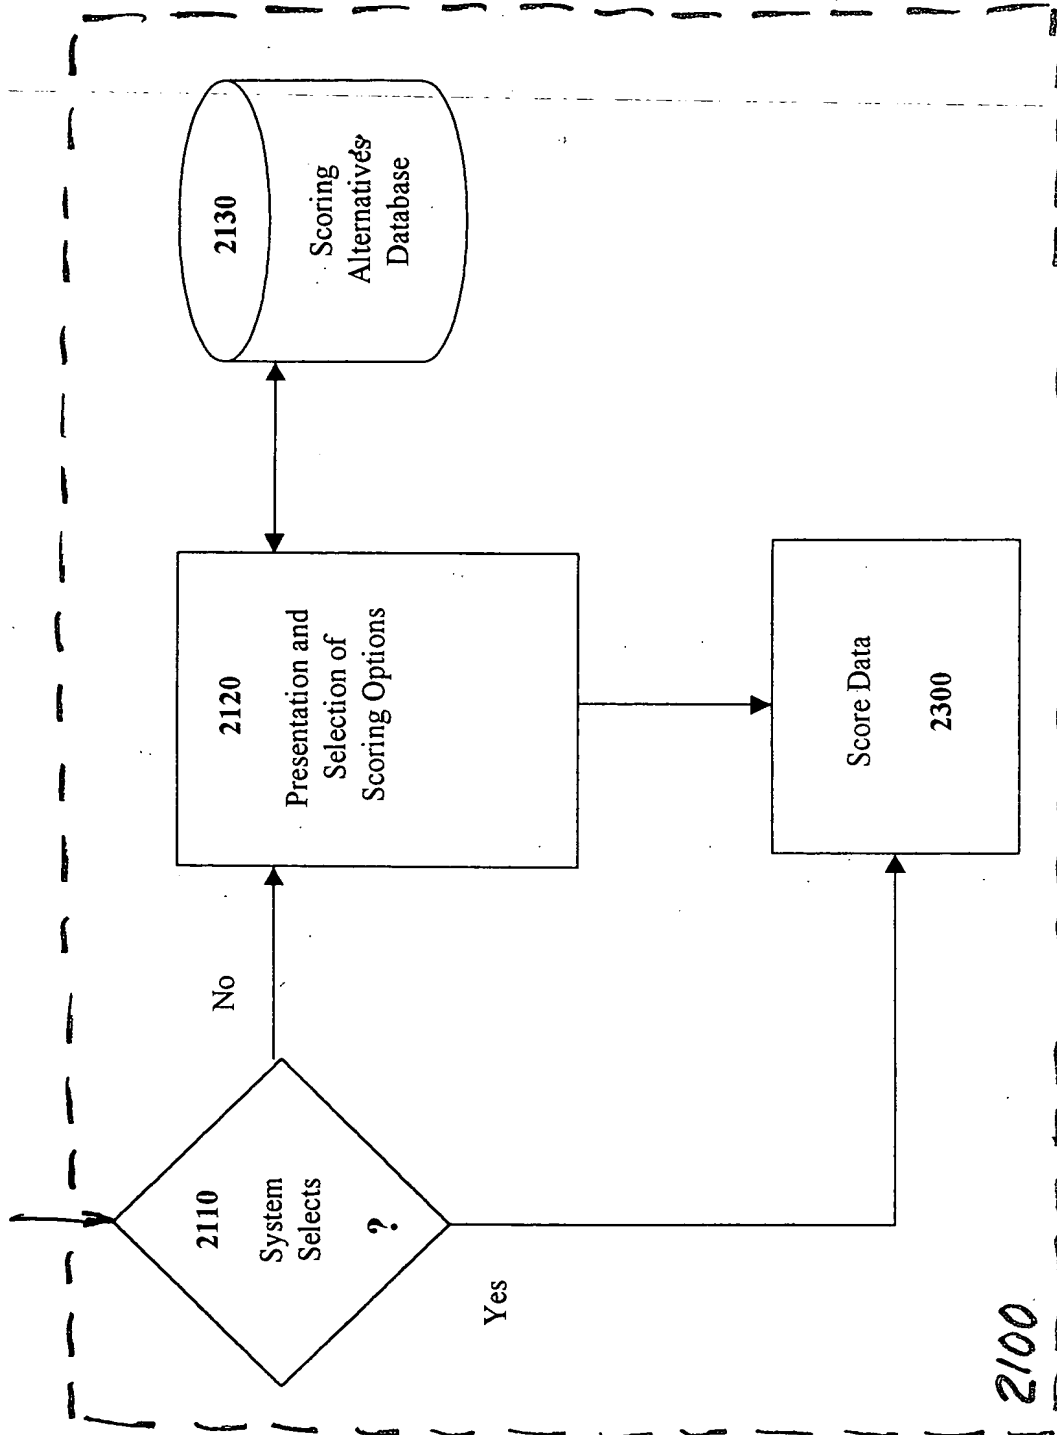 2110
System
Selects
?
No
Yes
2120
Presentation and
Selection of
Scoring Options
2130
Scoring
Alternatives
Database
Score Data
2300
2100